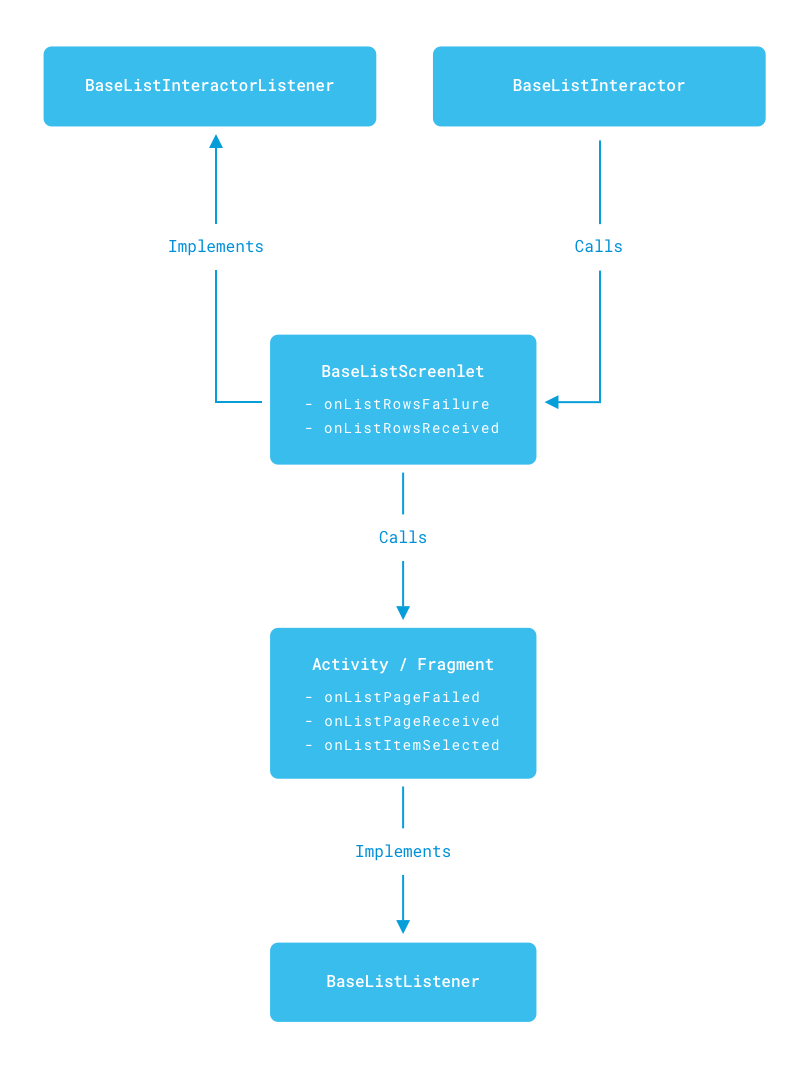 BaseListInteractorListener
BaseListInteractor
Implements
Calls
BaseListScreenlet
- onListRowsFailure
- onListRowsReceived
Calls
Activity / Fragment
- onListPageFailed
- onListPageReceived
- onListItemSelected
Implements
BaseListListener